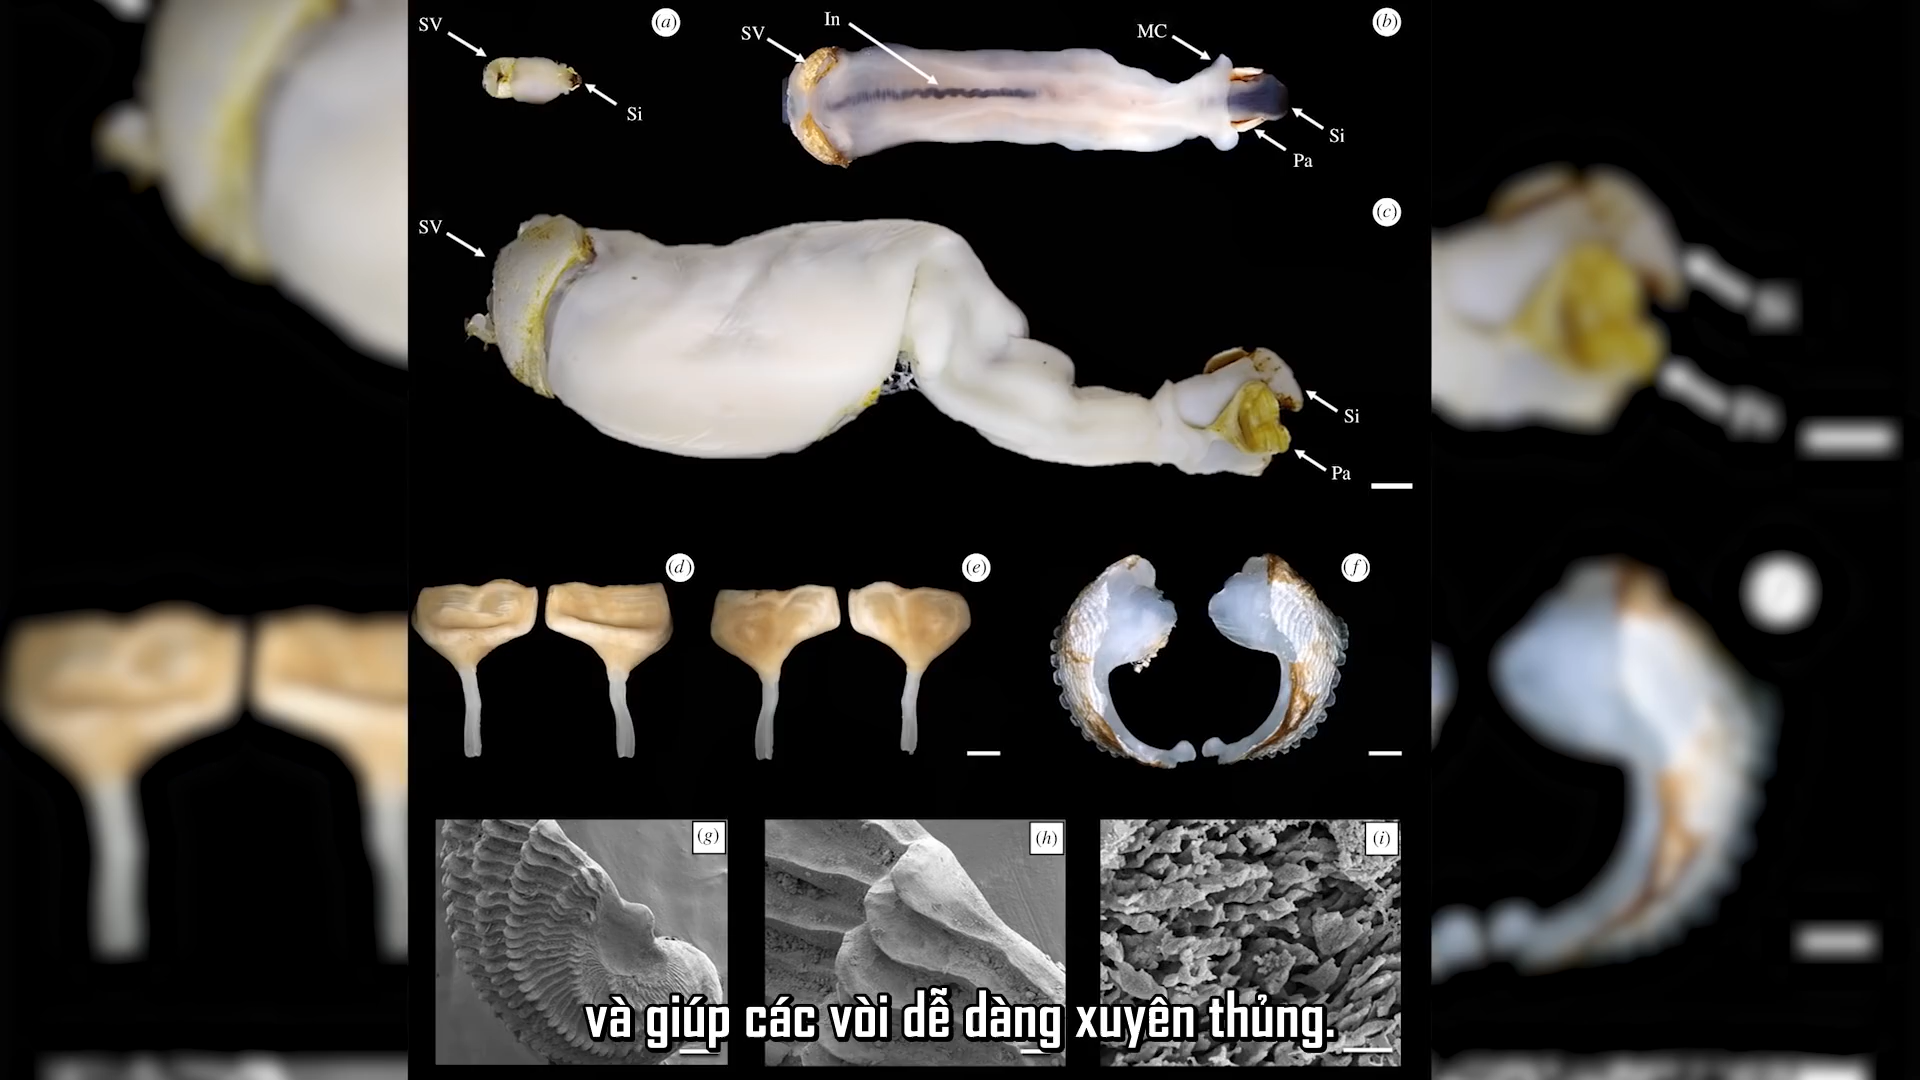 SV
(a)
Si
SV
In
MC
(b)
Si
Pa
SV
(c)
Si
Pa
(d)
(e)
(f)
(g)
(h)
(i)
và giúp các vòi dễ dàng xuyên thủng.